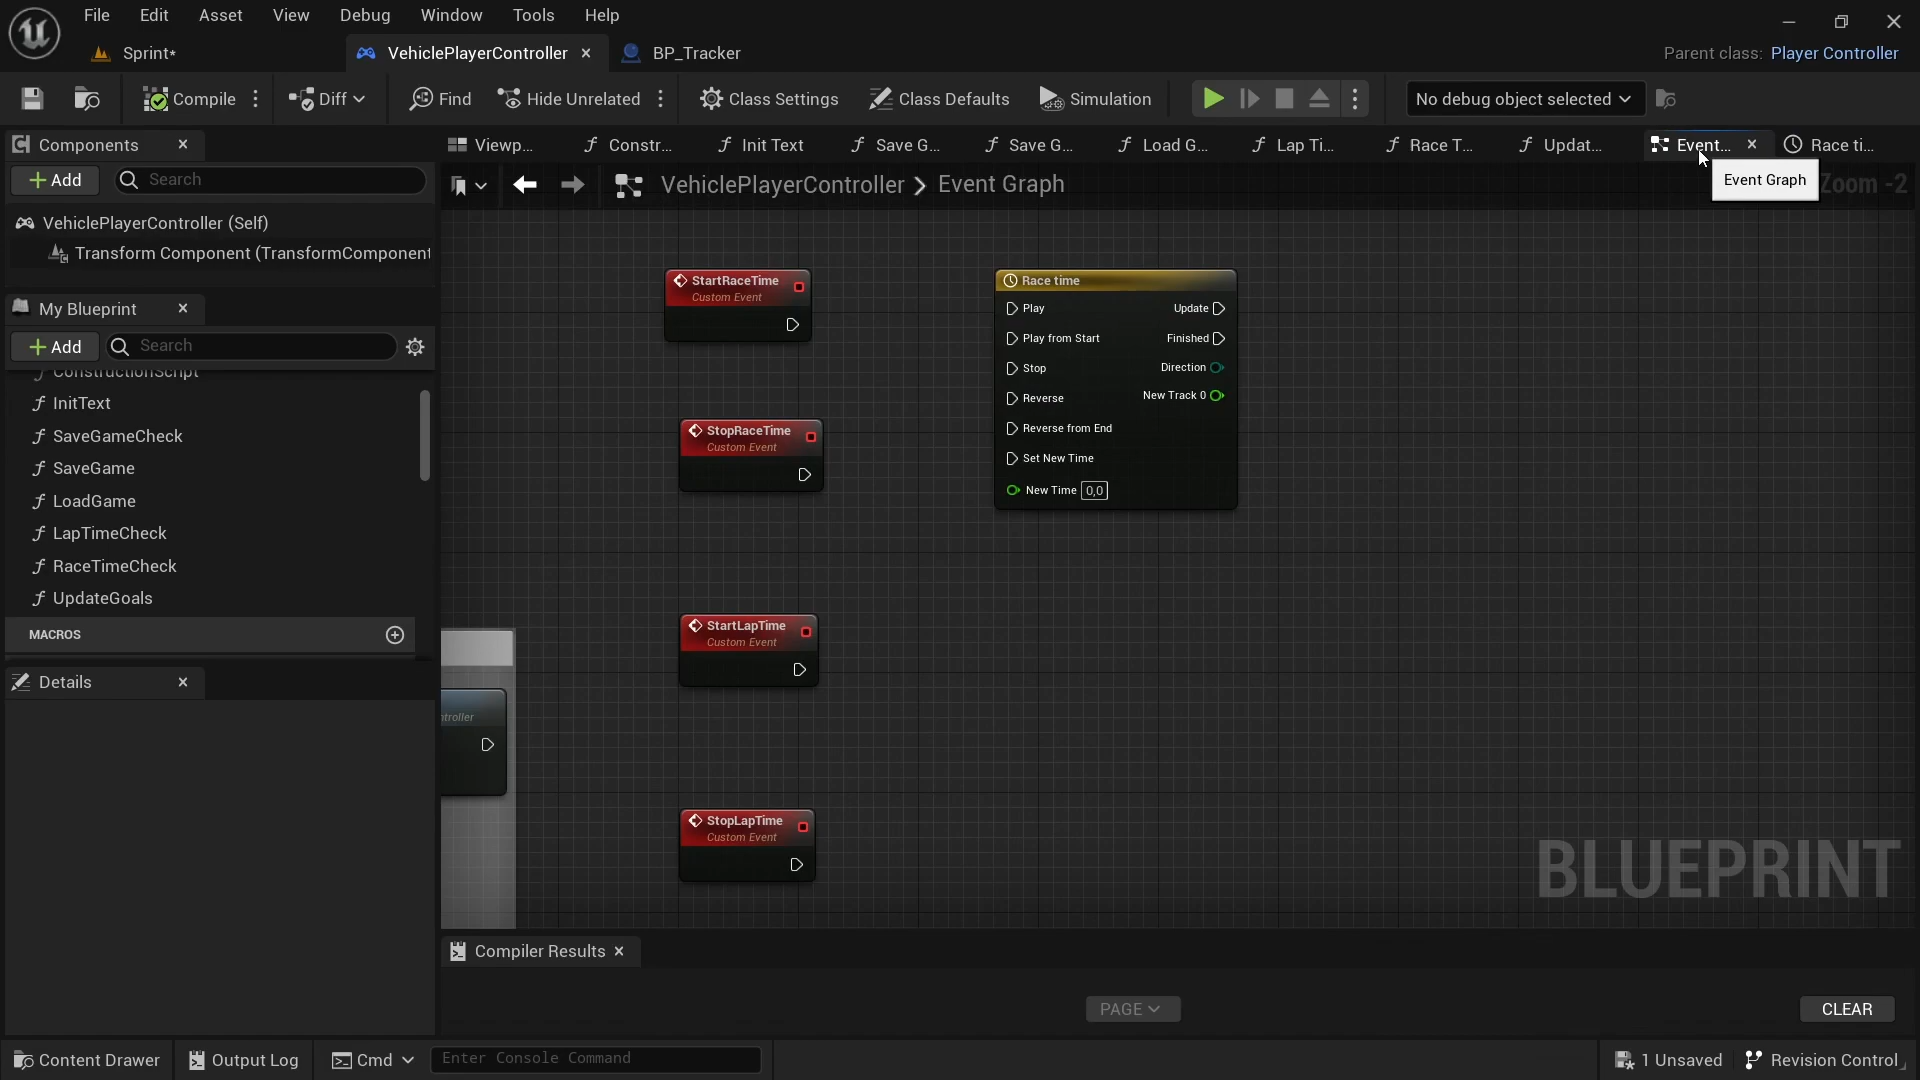 File Edit Asset View Debug Window Tools Help
Sprint* VehiclePlayerController BP_Tracker Parent class: Player Controller
Compile Diff Find Hide Unrelated Class Settings Class Defaults Simulation No debug object selected
Components Viewp... Constr... Init Text Save G... Save G... Load G... Lap Ti... Race T... Updat... Event... Race ti...
Add Search
VehiclePlayerController > Event Graph
Event Graph
Zoom -2
VehiclePlayerController (Self)
Transform Component (TransformComponent
My Blueprint
Add Search
ConstructionScript
InitText
SaveGameCheck
SaveGame
LoadGame
LapTimeCheck
RaceTimeCheck
UpdateGoals
MACROS
Details
StartRaceTime
Custom Event
StopRaceTime
Custom Event
StartLapTime
Custom Event
StopLapTime
Custom Event
Race time
Play Update
Play from Start Finished
Stop Direction
Reverse New Track 0
Reverse from End
Set New Time
New Time 0,0
ntroller
BLUEPRINT
Compiler Results
PAGE CLEAR
Content Drawer Output Log Cmd Enter Console Command 1 Unsaved Revision Control